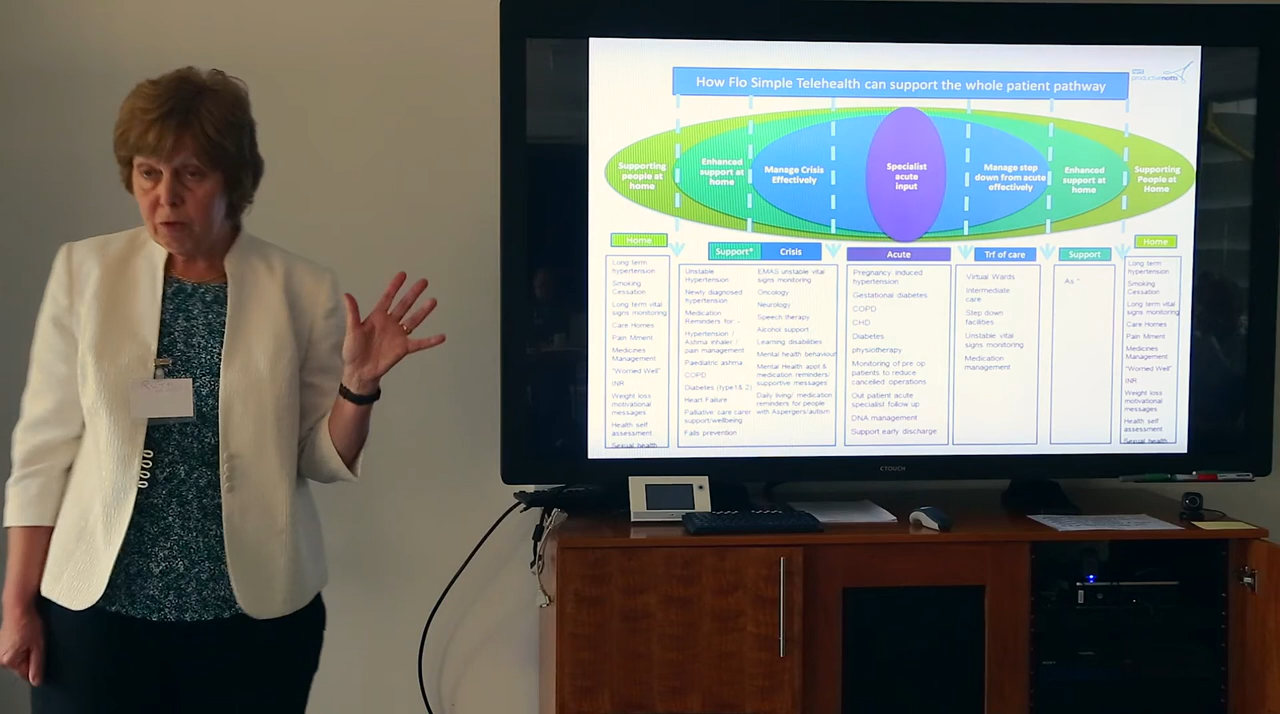 How Flo Simple Telehealth can support the whole patient pathway
productivenotts
Supporting
people at
home
Enhanced
support at
home
Manage Crisis
Effectively
Specialist
acute
input
Manage step
down from acute
effectively
Enhanced
support at
home
Supporting
People at
Home
Home
Support*
Crisis
Acute
Trf of care
Support
Home
Long term
hypertension
Smoking
Cessation
Long term vital
signs monitoring
Care Homes
Pain Mment
Medicines
Management
"Worried Well"
INR
Weight loss
motivational
messages
Health self
assessment
Sexual health
Unstable
Hypertension
Newly diagnosed
hypertension
Medication
Reminders for -
Hypertension /
Asthma inhaler /
pain management
Paediatric asthma
COPD
Diabetes (type1& 2)
Heart Failure
Palliative care carer
support/wellbeing
Falls prevention
EMAS unstable vital
signs monitoring
Oncology
Neurology
Speech therapy
Alcohol support
Learning disabilities
Mental health behaviour
Mental Health appt &
medication reminders/
supportive messages
Daily living/ medication
reminders for people
with Aspergers/autism
Pregnancy induced
hypertension
Gestational diabetes
COPD
CHD
Diabetes
physiotherapy
Monitoring of pre op
patients to reduce
cancelled operations
Out patient acute
specialist follow up
DNA management
Support early discharge
Virtual Wards
Intermediate
care
Step down
facilities
Unstable vital
signs monitoring
Medication
management
As *
Long term
hypertension
Smoking
Cessation
Long term vital
signs monitoring
Care Homes
Pain Mment
Medicines
Management
"Worried Well"
INR
Weight loss
motivational
messages
Health self
assessment
Sexual health
CTOUCH